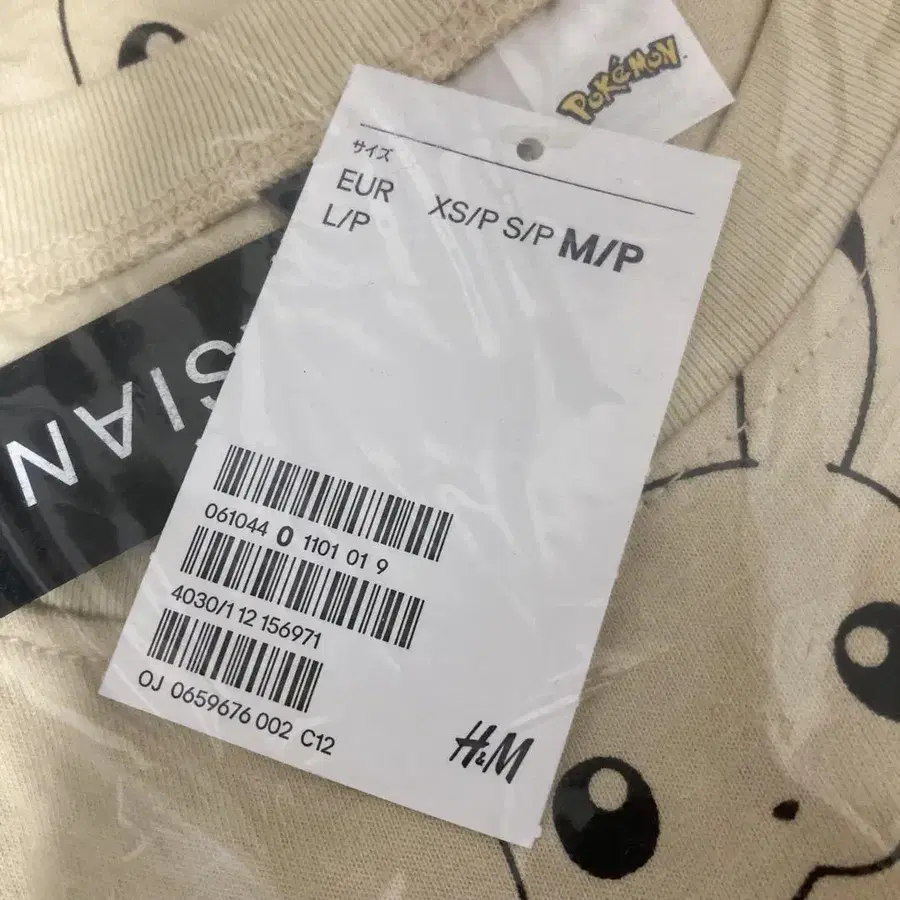 POKéMON
サイズ
EUR XS/P S/P M/P
L/P
SIAN
061044 0 1101 01 9
4030/1 12 156971
OJ 0659676 002 C12
H&M